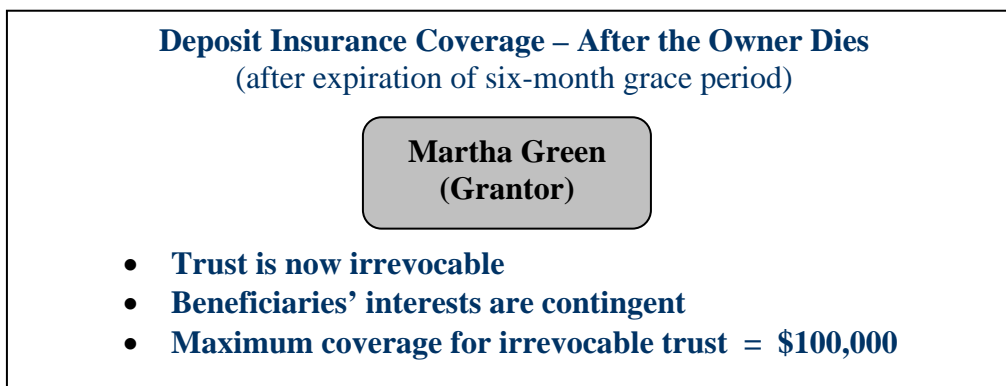 Deposit Insurance Coverage – After the Owner Dies
(after expiration of six-month grace period)
Martha Green
(Grantor)
• Trust is now irrevocable
• Beneficiaries’ interests are contingent
• Maximum coverage for irrevocable trust = $100,000